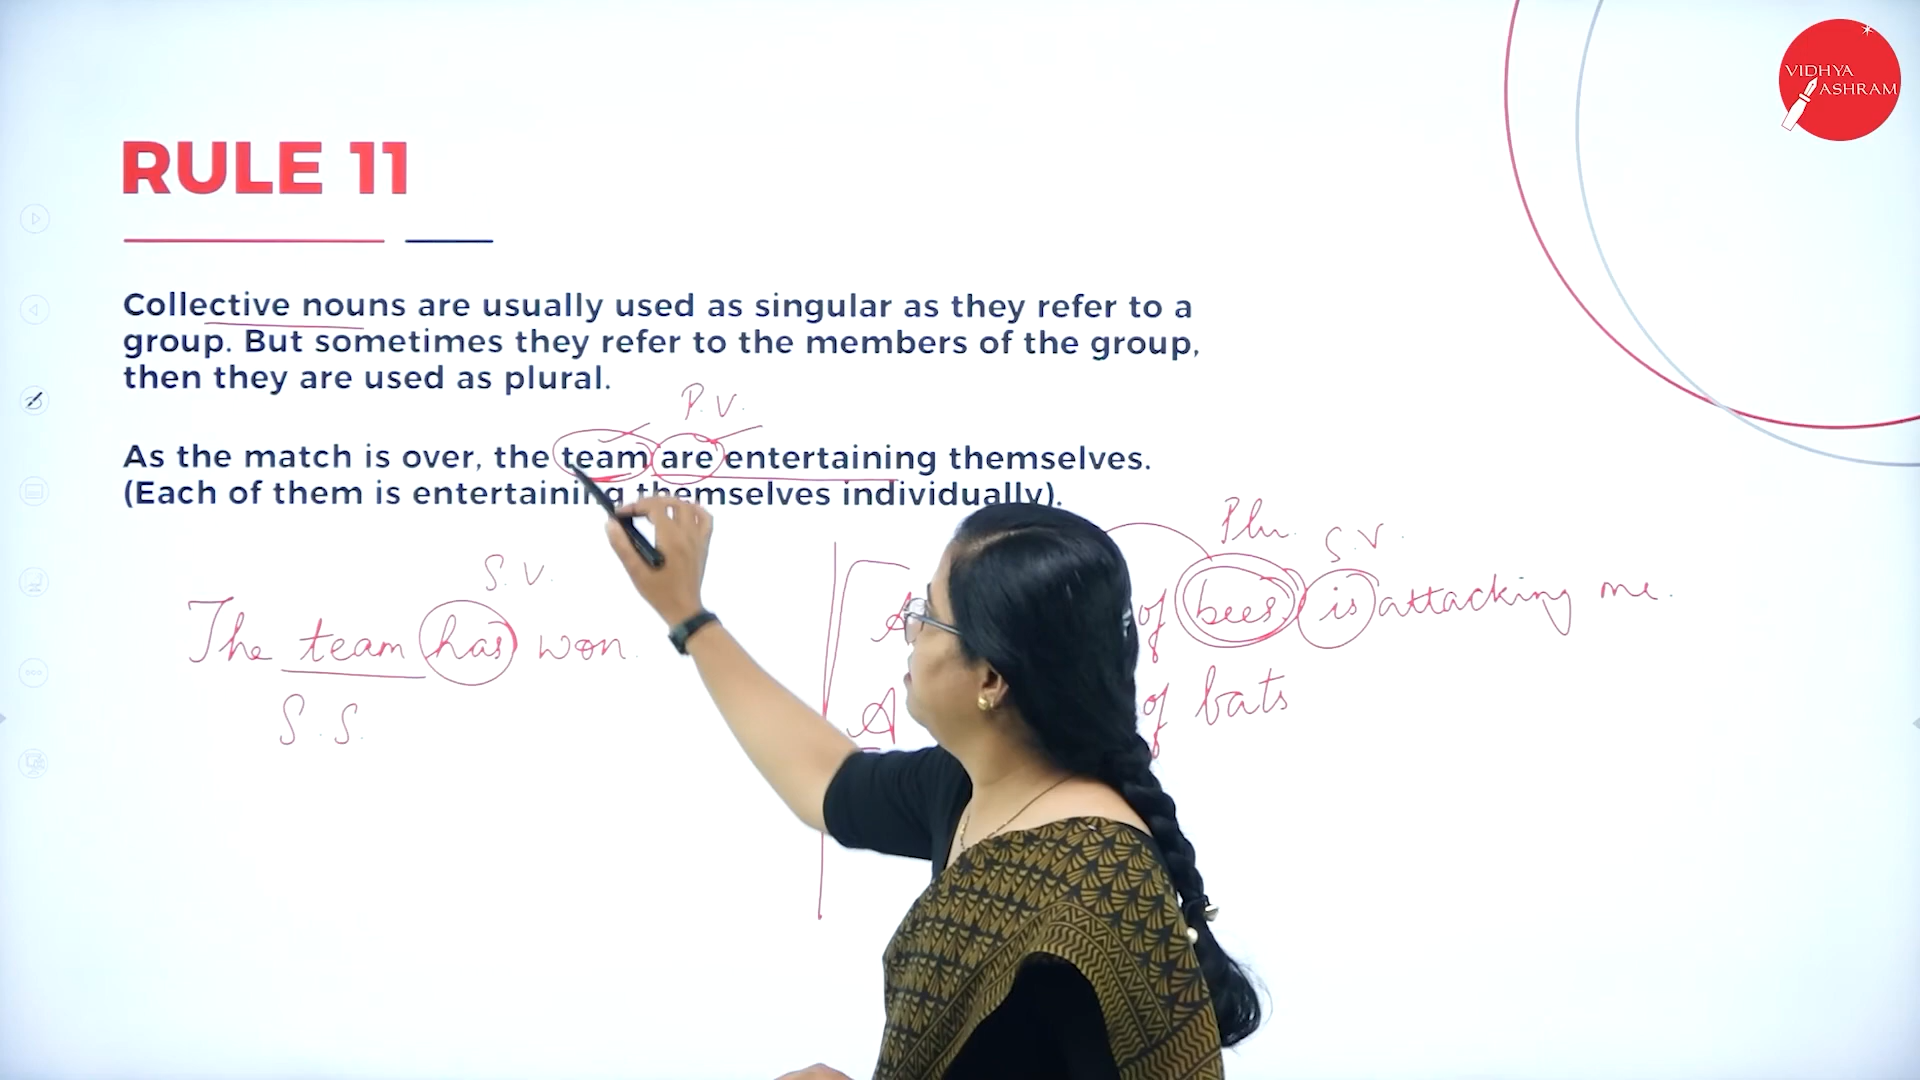 VIDHYA
ASHRAM
RULE 11
Collective nouns are usually used as singular as they refer to a
group. But sometimes they refer to the members of the group,
then they are used as plural.
P.V.
As the match is over, the team are entertaining themselves.
(Each of them is entertaining themselves individually).
S.V.
The team has won.
S.S.
Plu. S.V.
A of bees is attacking me.
A of bats